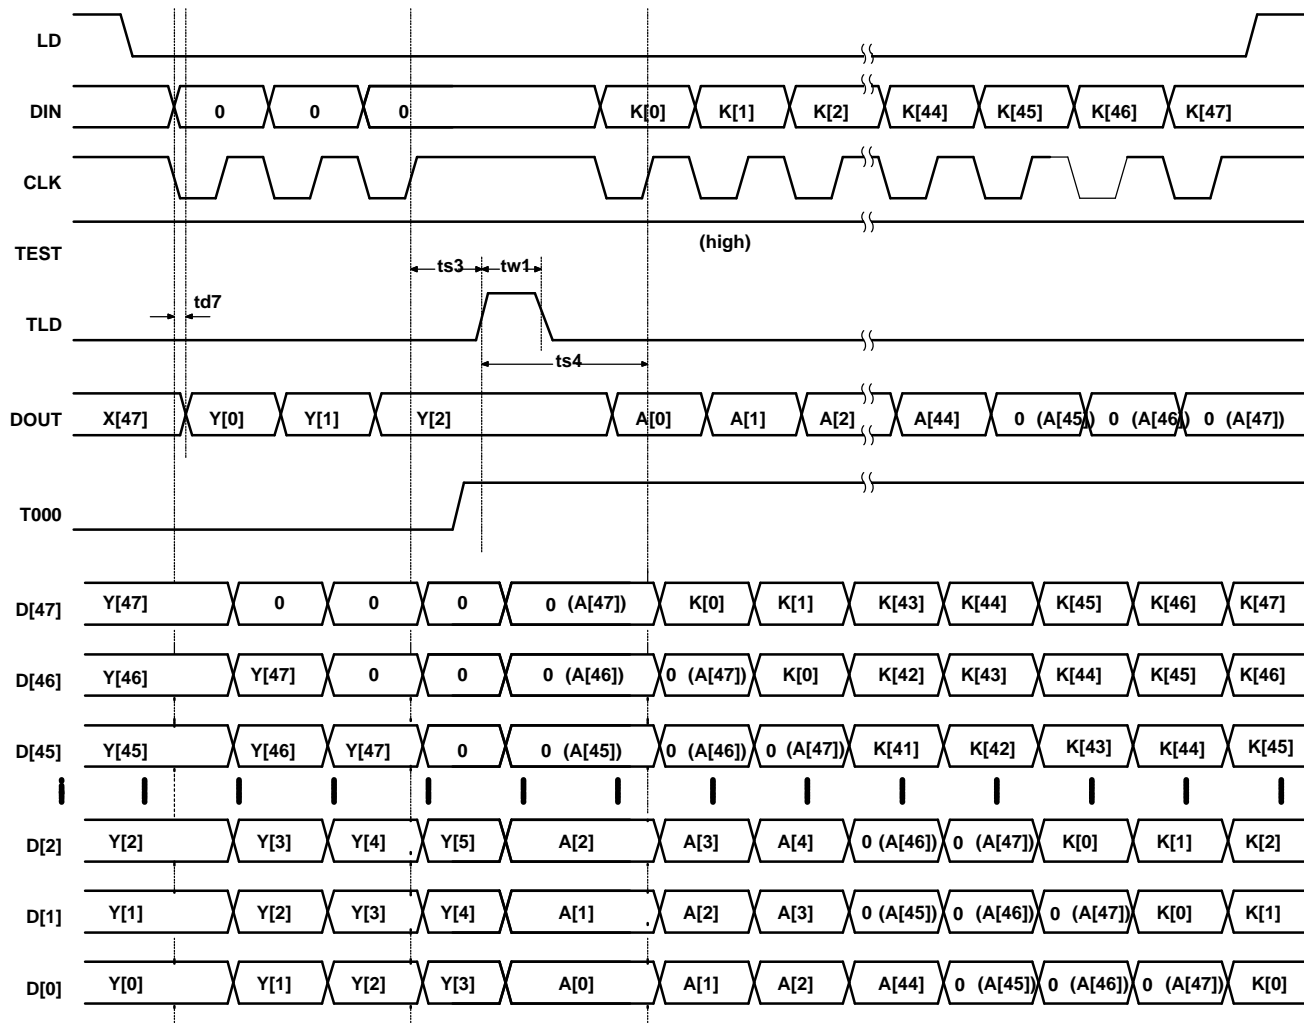 LD
DIN 0 0 0 K[0] K[1] K[2] K[44] K[45] K[46] K[47]
CLK
TEST (high)
ts3 tw1
td7
TLD
ts4
DOUT X[47] Y[0] Y[1] Y[2] A[0] A[1] A[2] A[44] 0 (A[45]) 0 (A[46]) 0 (A[47])
T000
D[47] Y[47] 0 0 0 0 (A[47]) K[0] K[1] K[43] K[44] K[45] K[46] K[47]
D[46] Y[46] Y[47] 0 0 0 (A[46]) 0 (A[47]) K[0] K[42] K[43] K[44] K[45] K[46]
D[45] Y[45] Y[46] Y[47] 0 0 (A[45]) 0 (A[46]) 0 (A[47]) K[41] K[42] K[43] K[44] K[45]
D[2] Y[2] Y[3] Y[4] Y[5] A[2] A[3] A[4] 0 (A[46]) 0 (A[47]) K[0] K[1] K[2]
D[1] Y[1] Y[2] Y[3] Y[4] A[1] A[2] A[3] 0 (A[45]) 0 (A[46]) 0 (A[47]) K[0] K[1]
D[0] Y[0] Y[1] Y[2] Y[3] A[0] A[1] A[2] A[44] 0 (A[45]) 0 (A[46]) 0 (A[47]) K[0]